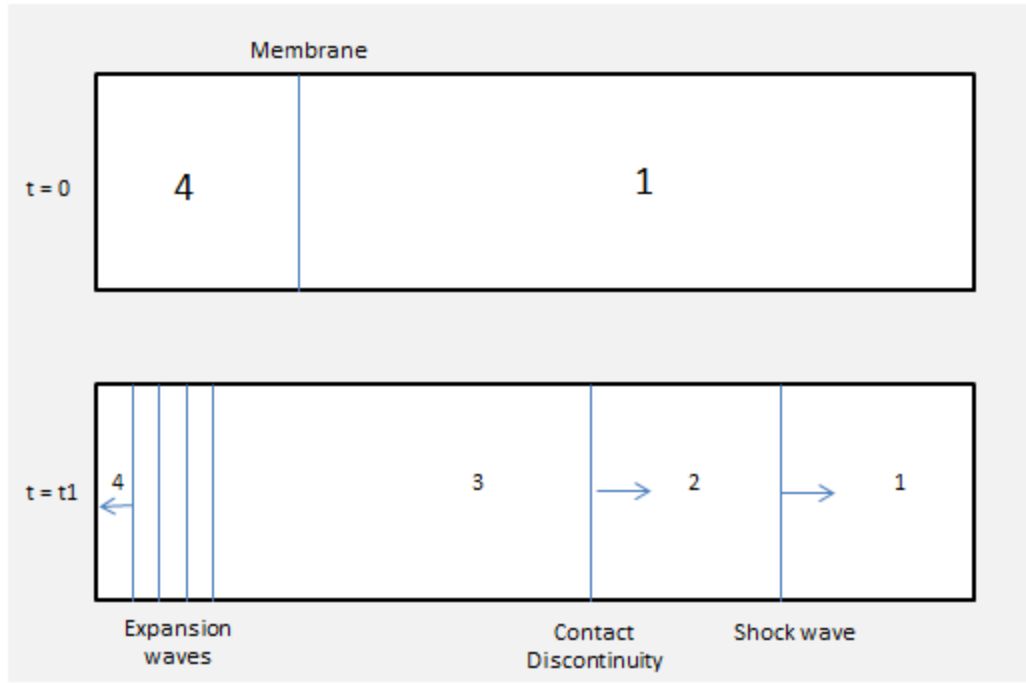 Membrane
t = 0
4
1
t = t1
4
3
2
1
Expansion
waves
Contact
Discontinuity
Shock wave